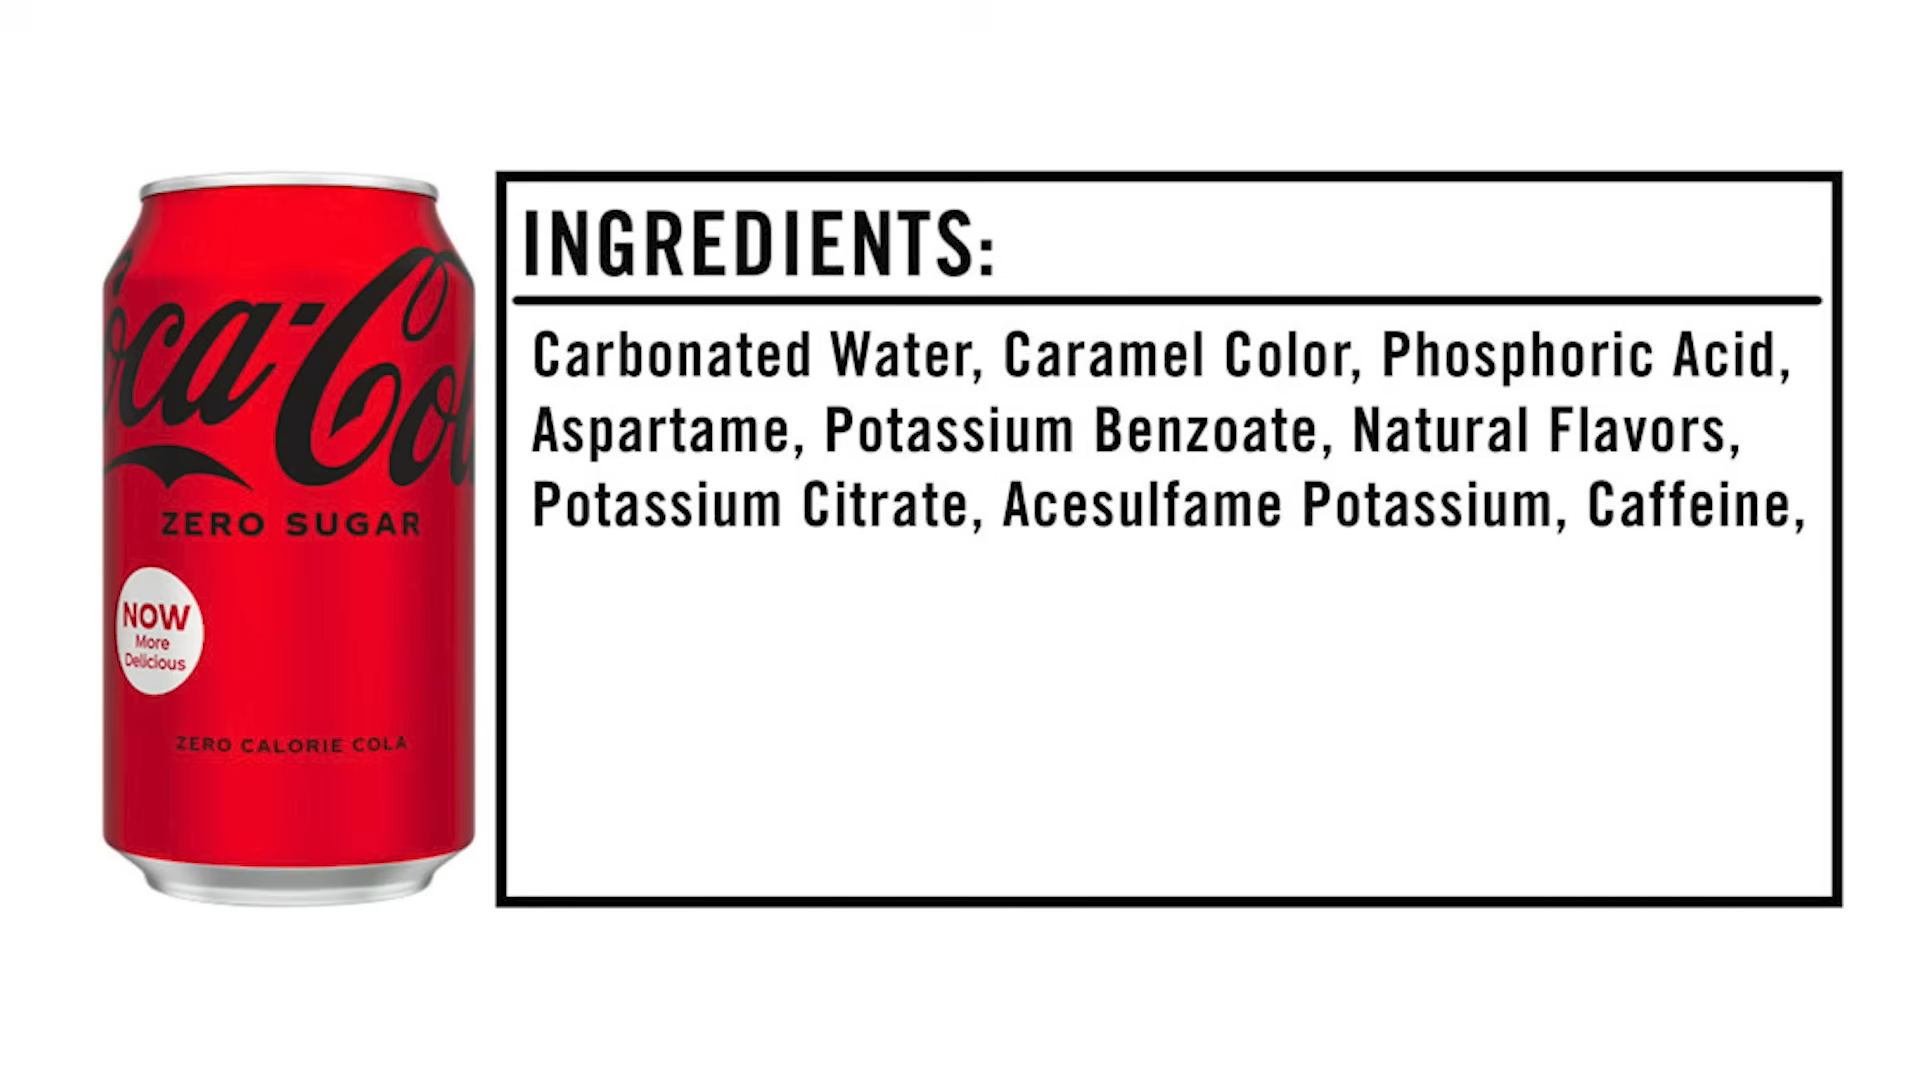 Coca-Col
ZERO SUGAR
NOW
More
Delicious
ZERO CALORIE COLA
INGREDIENTS:
Carbonated Water, Caramel Color, Phosphoric Acid,
Aspartame, Potassium Benzoate, Natural Flavors,
Potassium Citrate, Acesulfame Potassium, Caffeine,